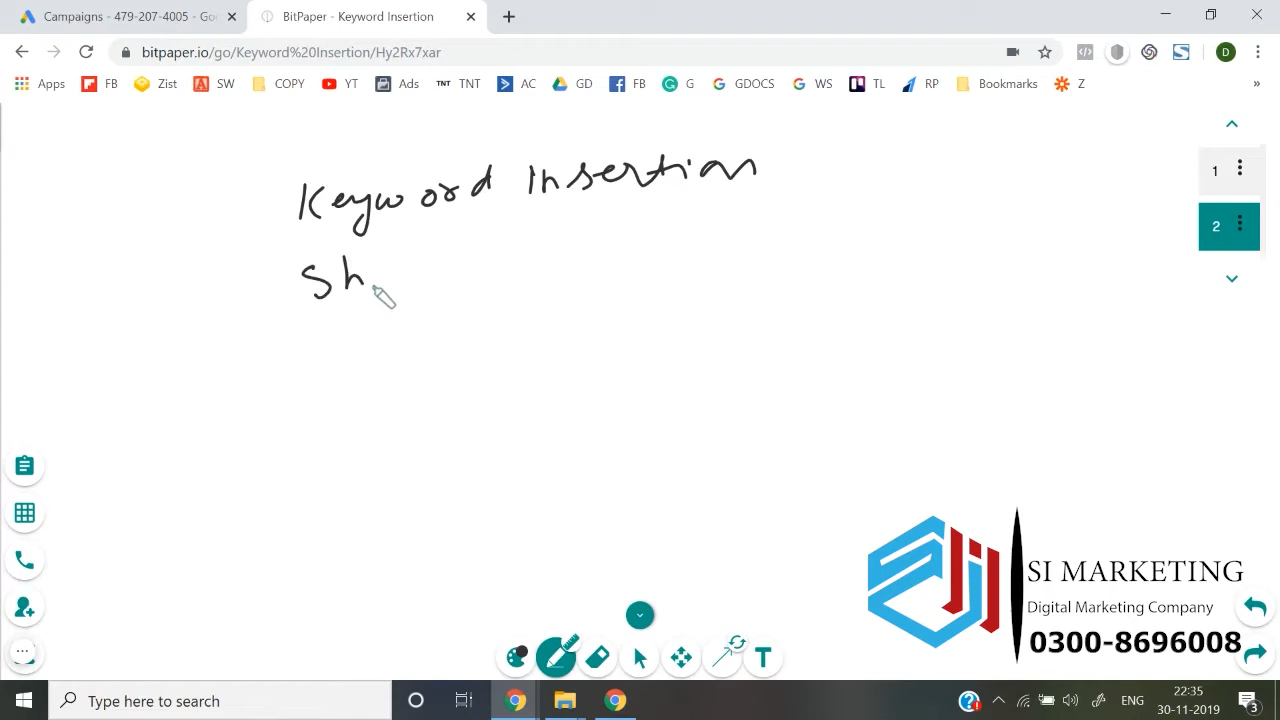 Campaigns - 479-207-4005 - Go
BitPaper - Keyword Insertion
bitpaper.io/go/Keyword%20Insertion/Hy2Rx7xar
D
Apps FB Zist SW COPY YT Ads TNT TNT AC GD FB G GDOCS WS TL RP Bookmarks Z »
Keyword Insertion
Sh
1
2
T
SI MARKETING
Digital Marketing Company
0300-8696008
Type here to search
ENG
22:35
30-11-2019
3